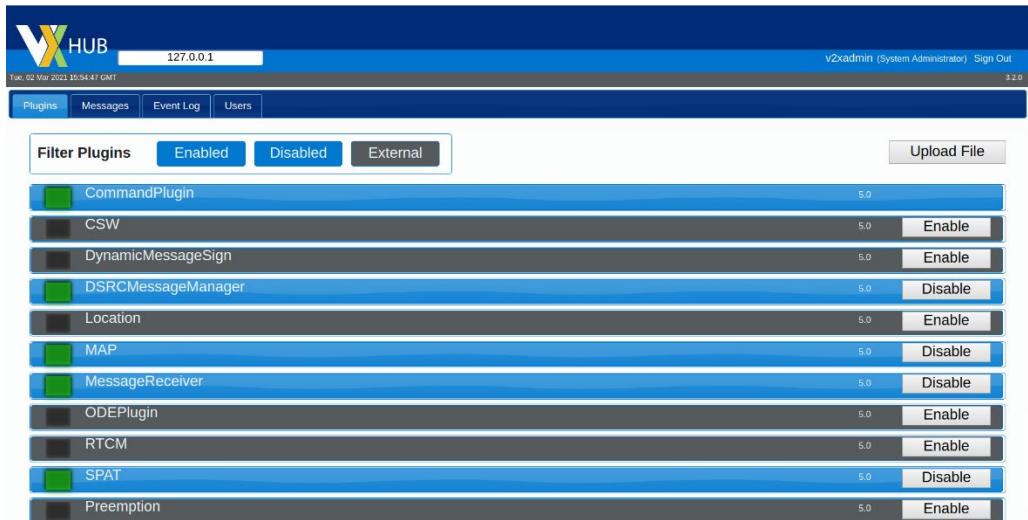 VX HUB
127.0.0.1
v2xadmin (System Administrator) Sign Out
Tue, 02 Mar 2021 15:54:47 GMT 3.2.0
Plugins Messages Event Log Users
Filter Plugins Enabled Disabled External Upload File
CommandPlugin 5.0
CSW 5.0 Enable
DynamicMessageSign 5.0 Enable
DSRCMessageManager 5.0 Disable
Location 5.0 Enable
MAP 5.0 Disable
MessageReceiver 5.0 Disable
ODEPlugin 5.0 Enable
RTCM 5.0 Enable
SPAT 5.0 Disable
Preemption 5.0 Enable